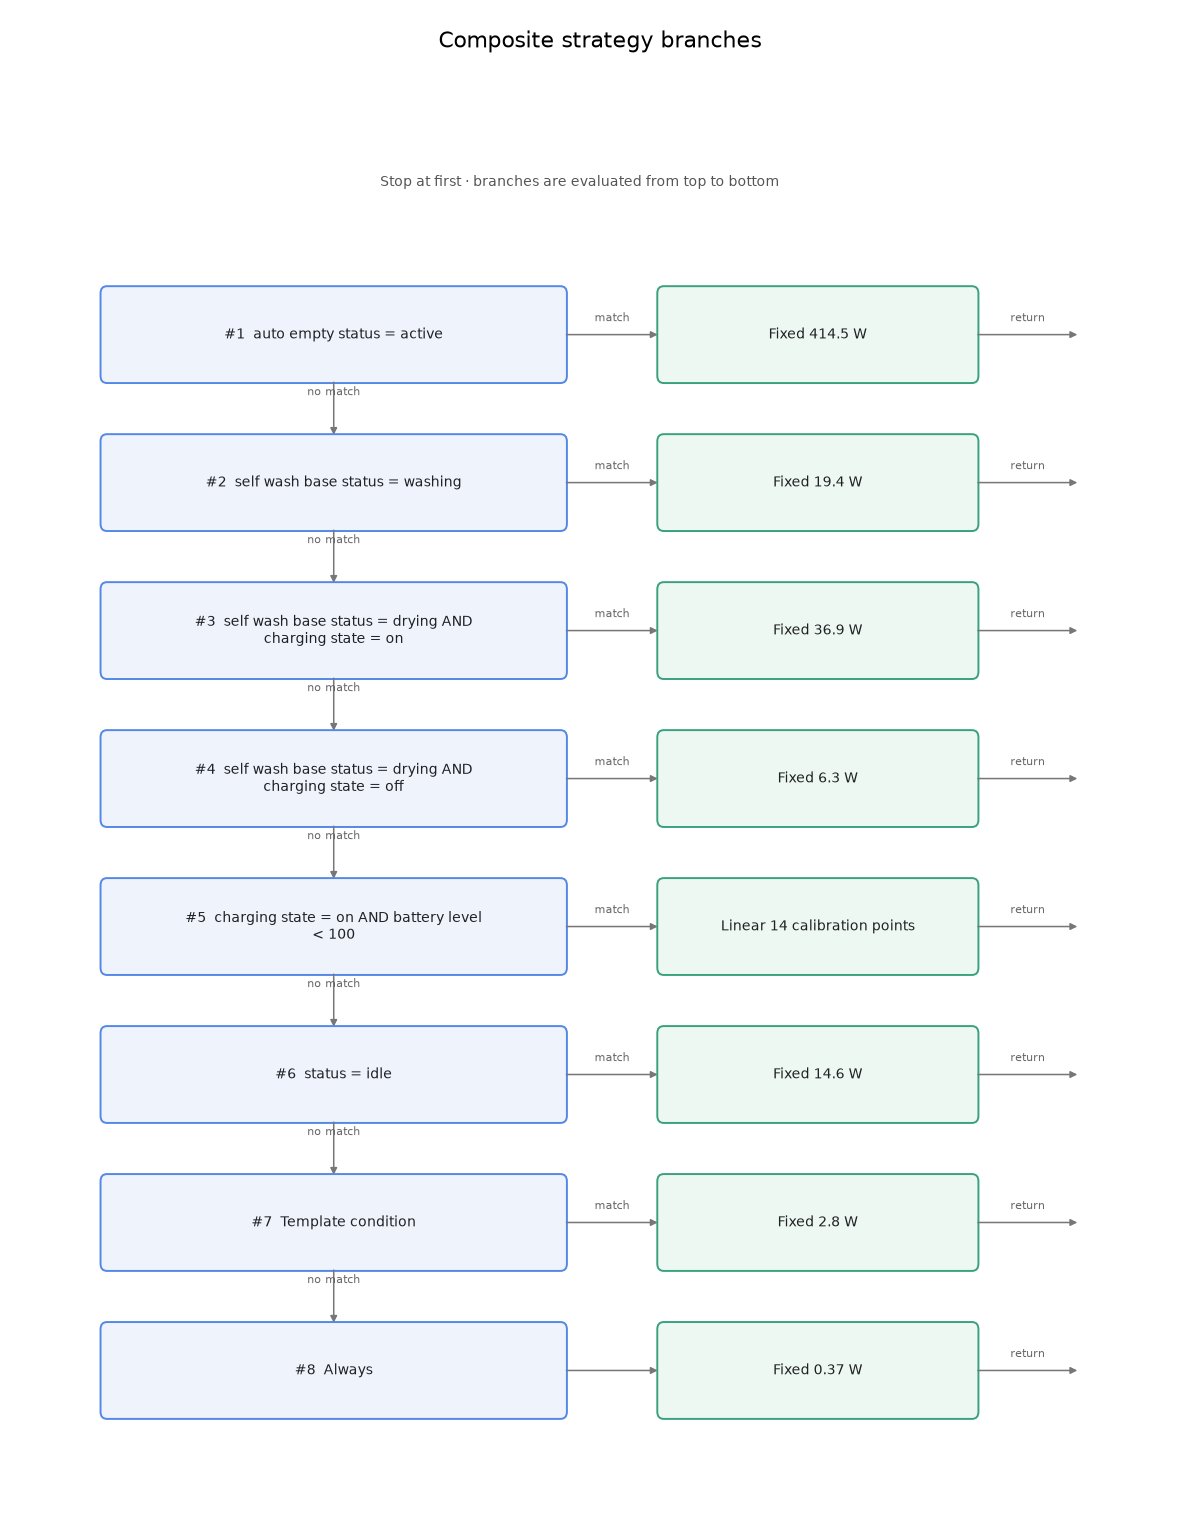 Composite strategy branches
Stop at first · branches are evaluated from top to bottom
#1  auto empty status = active
match
Fixed 414.5 W
return
no match
#2  self wash base status = washing
match
Fixed 19.4 W
return
no match
#3  self wash base status = drying AND
charging state = on
match
Fixed 36.9 W
return
no match
#4  self wash base status = drying AND
charging state = off
match
Fixed 6.3 W
return
no match
#5  charging state = on AND battery level
< 100
match
Linear 14 calibration points
return
no match
#6  status = idle
match
Fixed 14.6 W
return
no match
#7  Template condition
match
Fixed 2.8 W
return
no match
#8  Always
Fixed 0.37 W
return